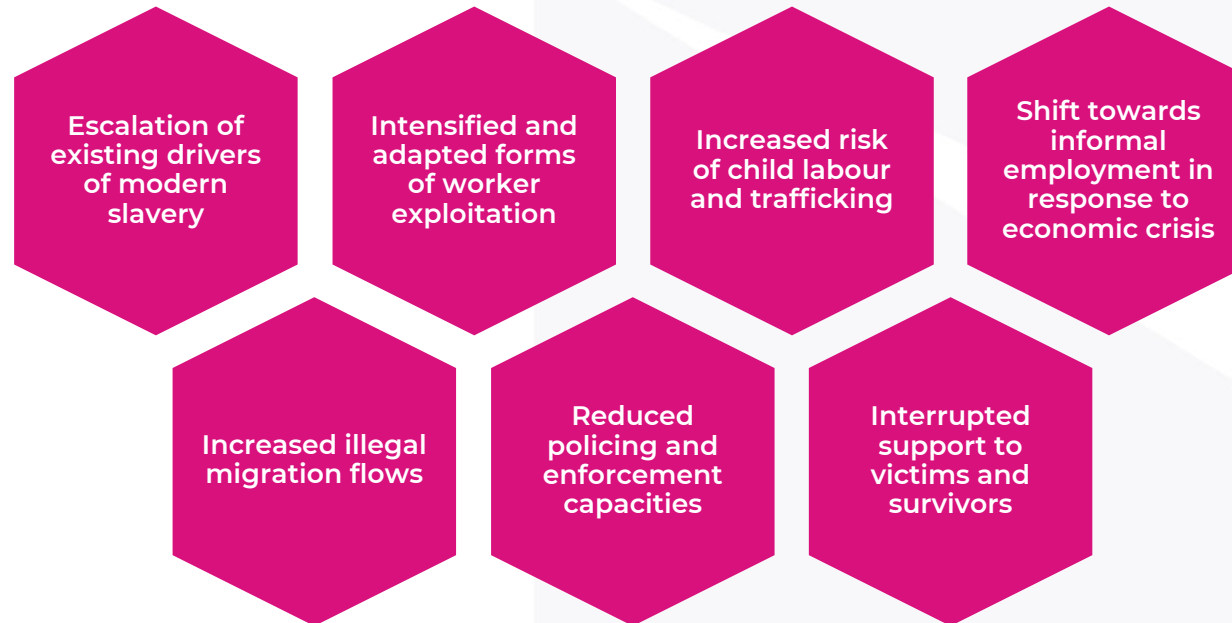 Escalation of
existing drivers
of modern
slavery
Intensified and
adapted forms
of worker
exploitation
Increased risk
of child labour
and trafficking
Shift towards
informal
employment in
response to
economic crisis
Increased illegal
migration flows
Reduced
policing and
enforcement
capacities
Interrupted
support to
victims and
survivors